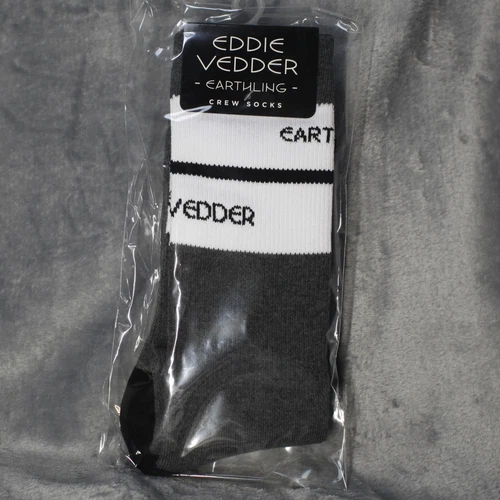 EDDIE
VEDDER
- EARTHLING -
CREW SOCKS
EART
VEDDER